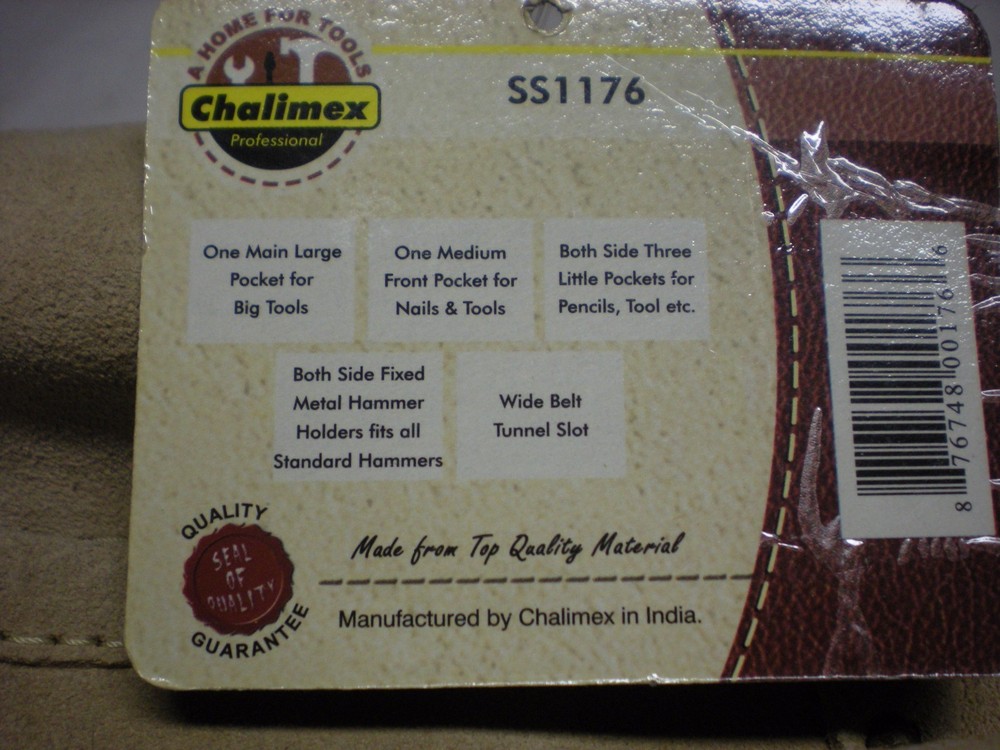 A HOME FOR TOOLS
Chalimex
Professional
SS1176
One Main Large
Pocket for
Big Tools
One Medium
Front Pocket for
Nails & Tools
Both Side Three
Little Pockets for
Pencils, Tool etc.
Both Side Fixed
Metal Hammer
Holders fits all
Standard Hammers
Wide Belt
Tunnel Slot
QUALITY
SEAL
OF
QUALITY
GUARANTEE
Made from Top Quality Material
Manufactured by Chalimex in India.
8 76748 00176 6